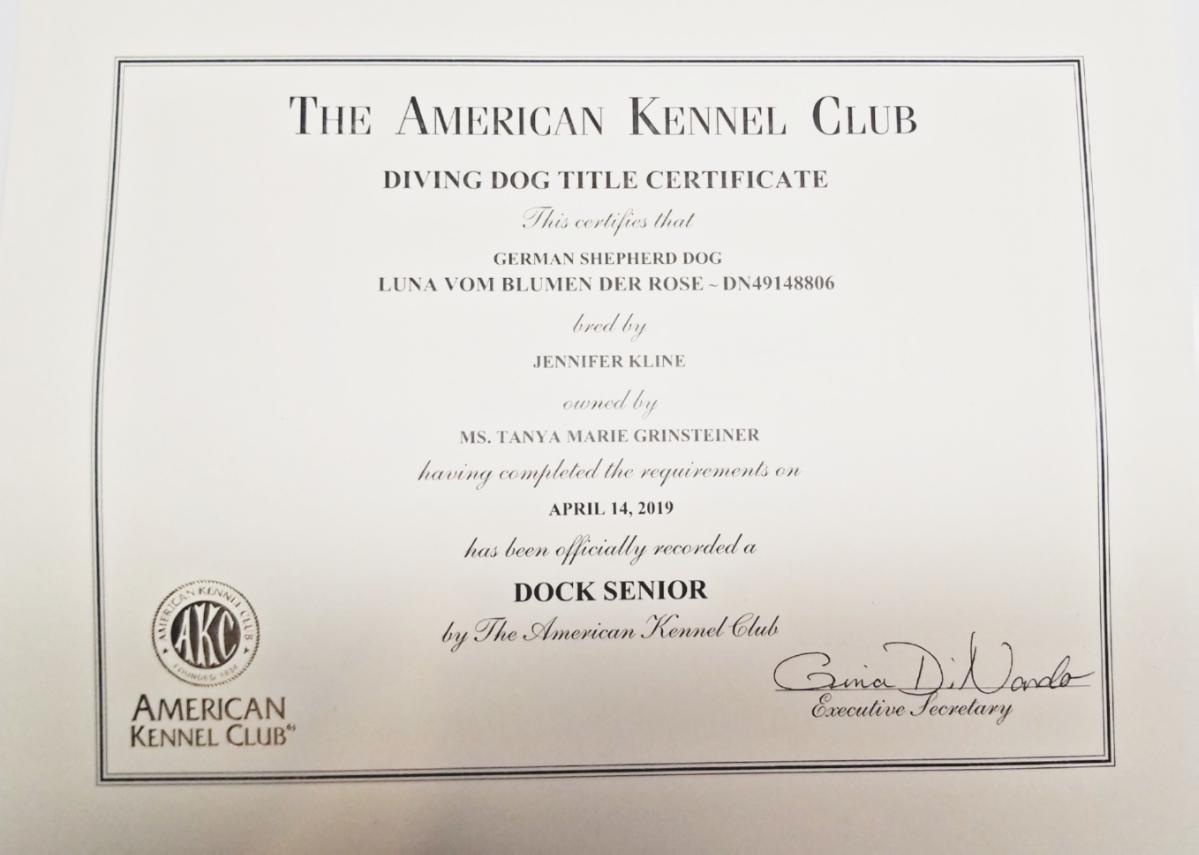 THE AMERICAN KENNEL CLUB
DIVING DOG TITLE CERTIFICATE
This certifies that
GERMAN SHEPHERD DOG
LUNA VOM BLUMEN DER ROSE ~ DN49148806
bred by
JENNIFER KLINE
owned by
MS. TANYA MARIE GRINSTEINER
having completed the requirements on
APRIL 14, 2019
has been officially recorded a
DOCK SENIOR
by The American Kennel Club
AMERICAN KENNEL CLUB
AKC
FOUNDED 1884
AMERICAN
KENNEL CLUB®
Gina DiNardo
Executive Secretary